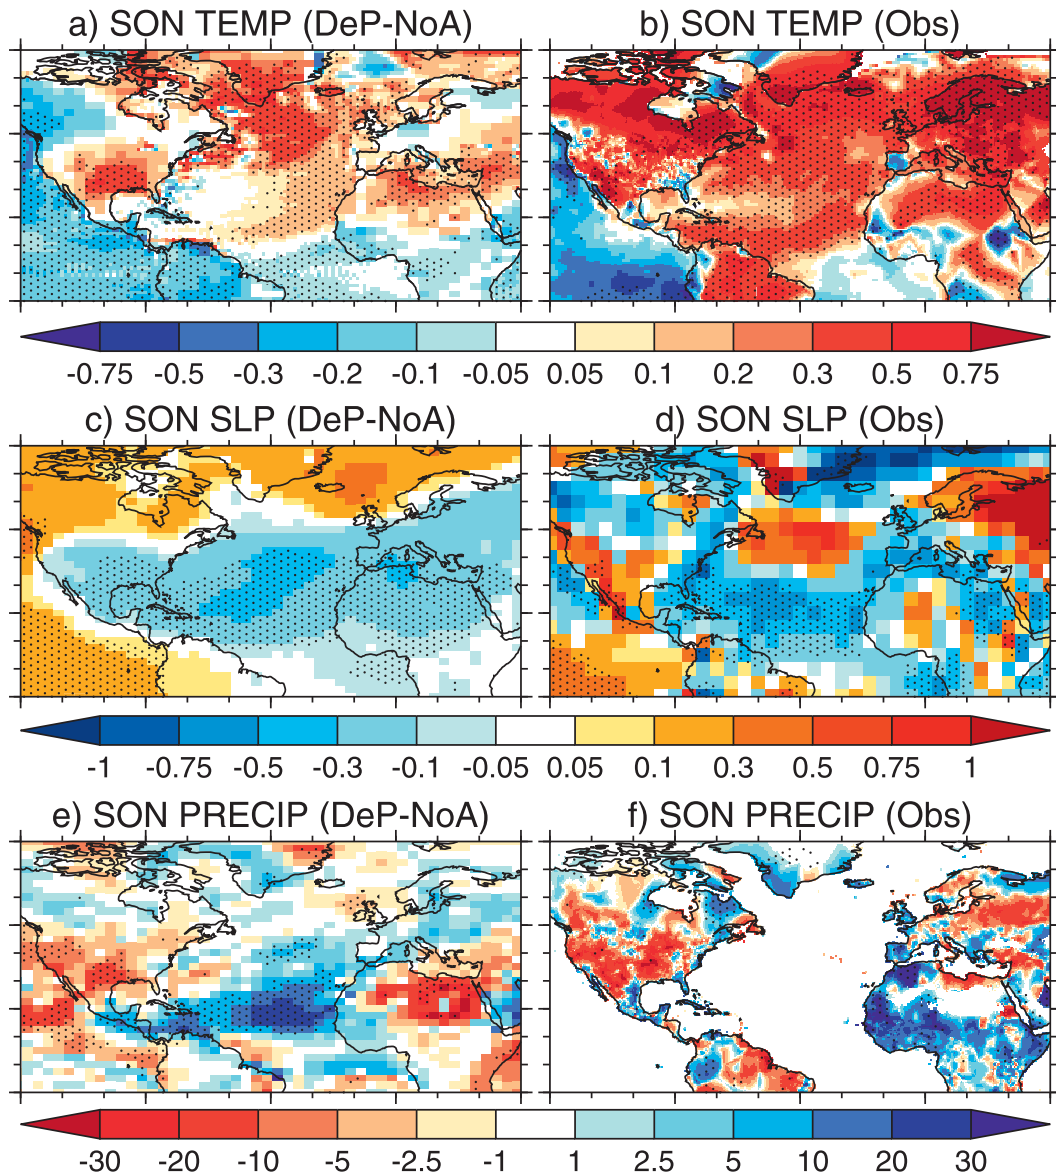 a) SON TEMP (DeP-NoA) b) SON TEMP (Obs)
-0.75 -0.5 -0.3 -0.2 -0.1 -0.05 0.05 0.1 0.2 0.3 0.5 0.75
c) SON SLP (DeP-NoA) d) SON SLP (Obs)
-1 -0.75 -0.5 -0.3 -0.1 -0.05 0.05 0.1 0.3 0.5 0.75 1
e) SON PRECIP (DeP-NoA) f) SON PRECIP (Obs)
-30 -20 -10 -5 -2.5 -1 1 2.5 5 10 20 30